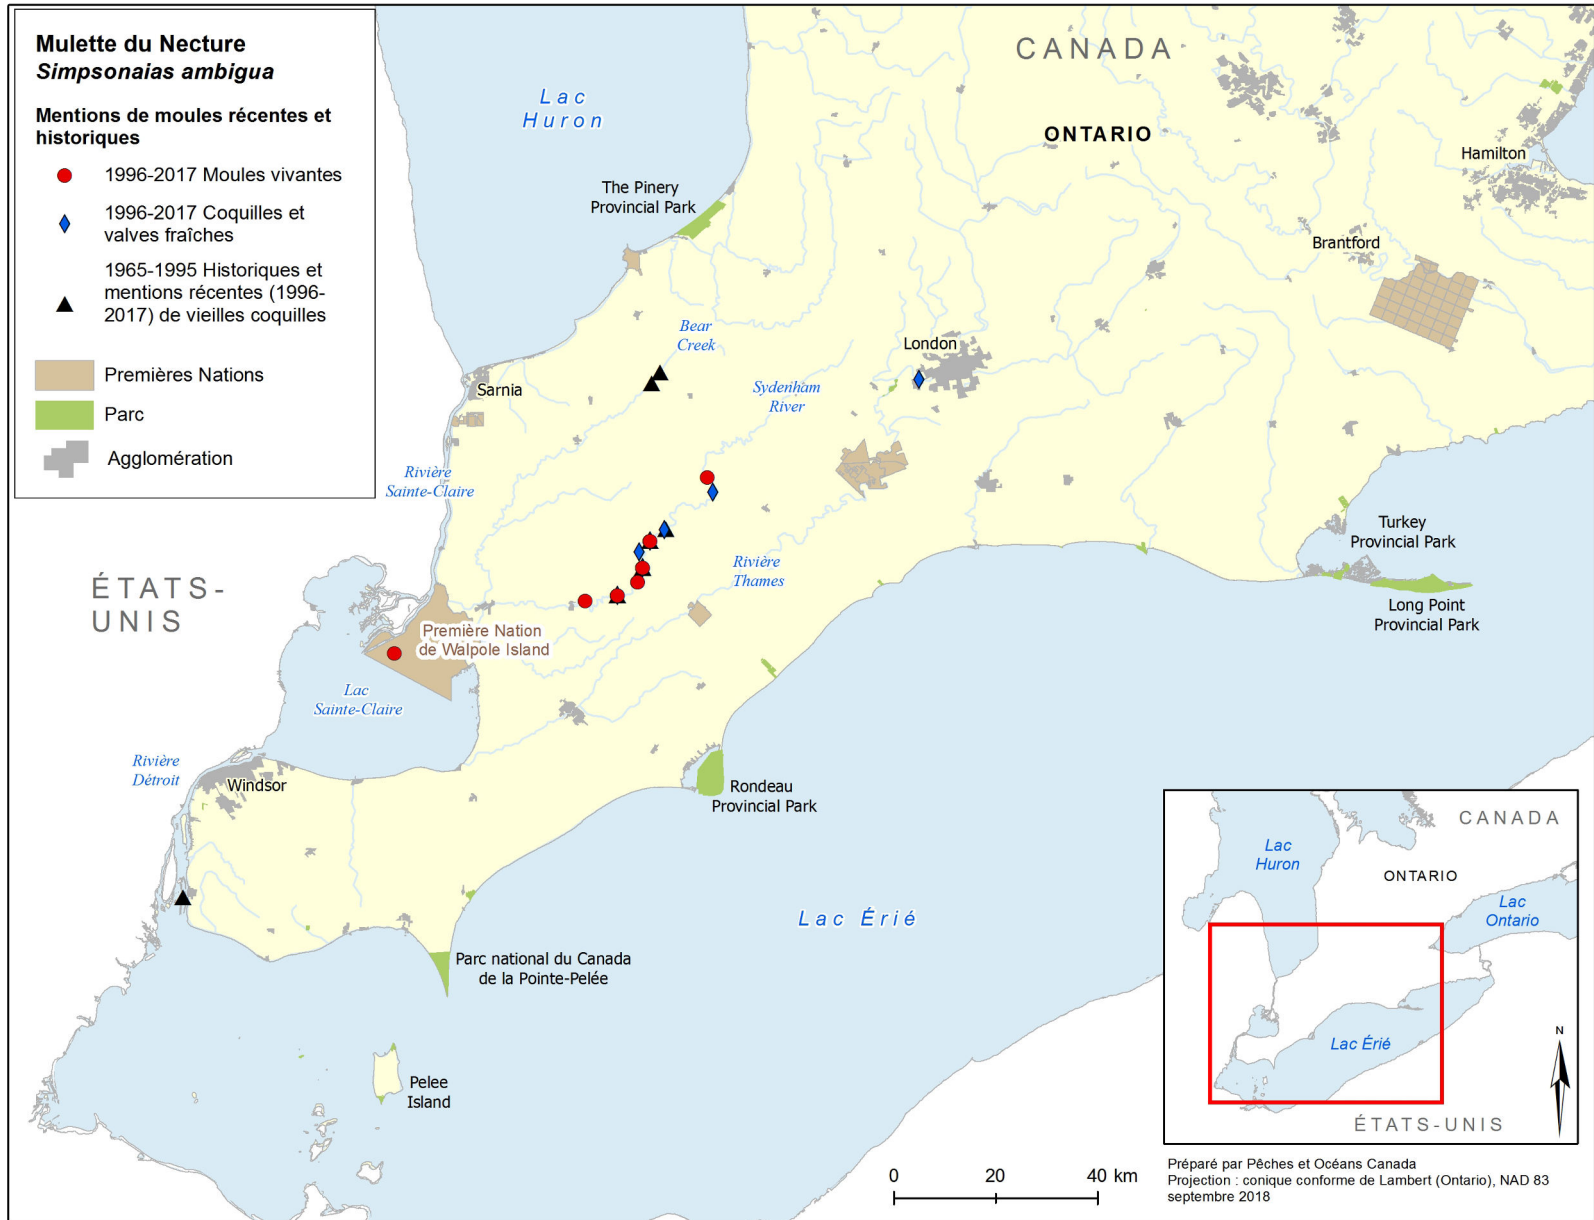 Mulette du Necture
Simpsonaias ambigua
Mentions de moules récentes et
historiques
1996-2017 Moules vivantes
1996-2017 Coquilles et
valves fraîches
1965-1995 Historiques et
mentions récentes (1996-
2017) de vieilles coquilles
Premières Nations
Parc
Agglomération
CANADA
Lac
Huron
ONTARIO
Hamilton
The Pinery
Provincial Park
Brantford
Bear
Creek
London
Sarnia
Sydenham
River
Rivière
Sainte-Claire
Turkey
Provincial Park
Rivière
Thames
ÉTATS-
UNIS
Long Point
Provincial Park
Première Nation
de Walpole Island
Lac
Sainte-Claire
Rivière
Détroit
Windsor
Rondeau
Provincial Park
Lac Érié
Parc national du Canada
de la Pointe-Pelée
Pelee
Island
CANADA
Lac
Huron
ONTARIO
Lac
Ontario
Lac Érié
N
ÉTATS-UNIS
0 20 40 km
Préparé par Pêches et Océans Canada
Projection : conique conforme de Lambert (Ontario), NAD 83
septembre 2018